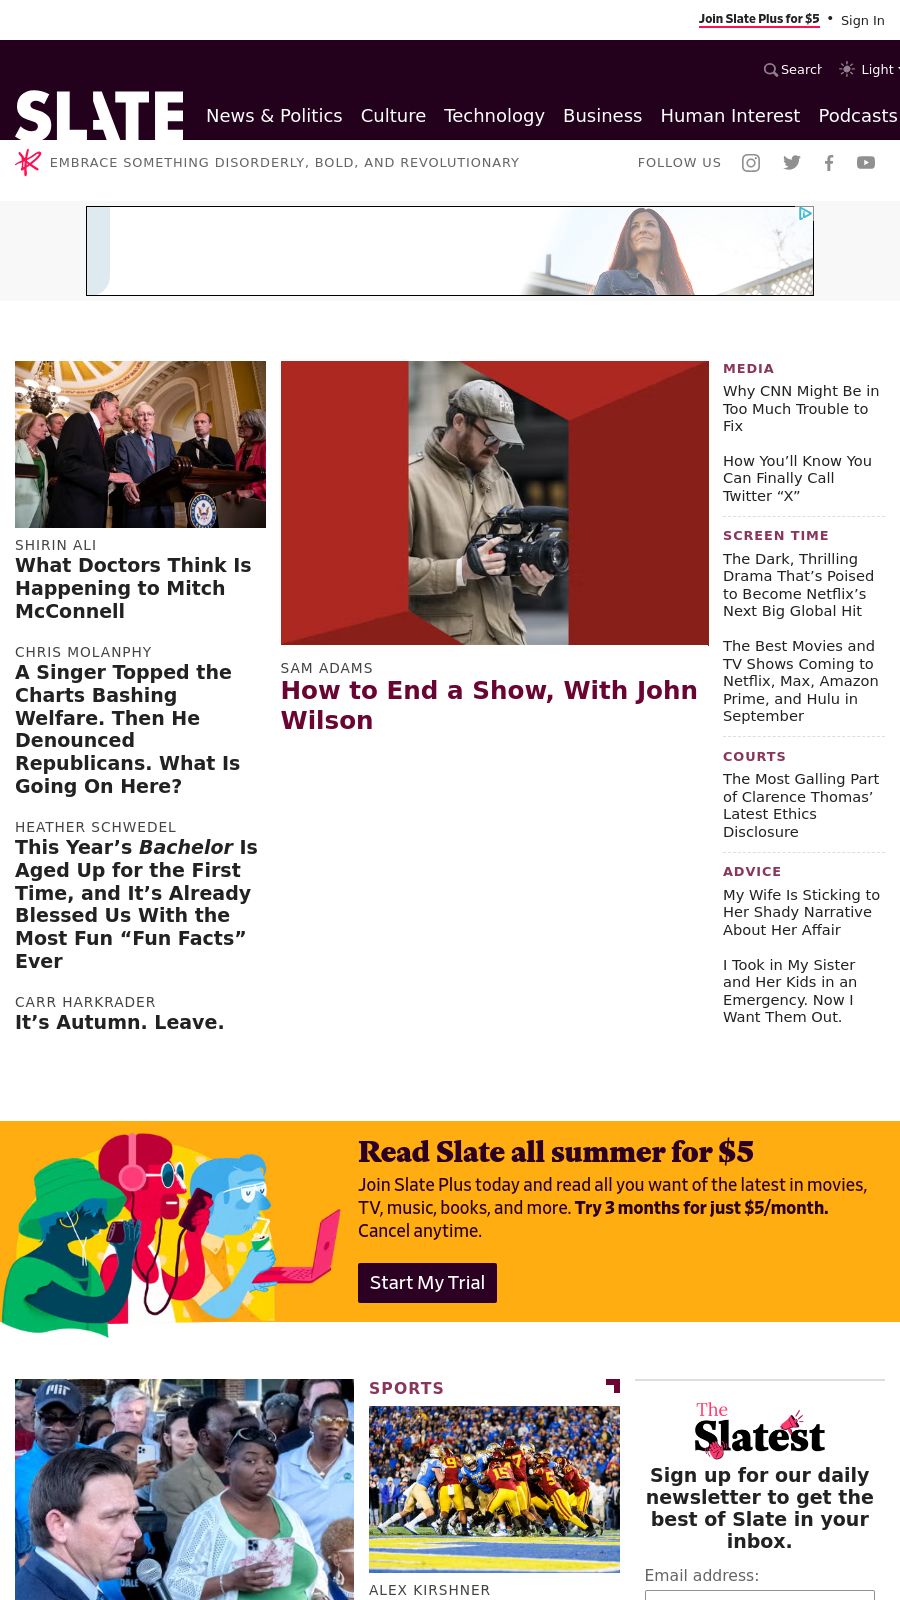 Join Slate Plus for $5 • Sign In
Search Light
SLATE
News & Politics Culture Technology Business Human Interest Podcasts
EMBRACE SOMETHING DISORDERLY, BOLD, AND REVOLUTIONARY
FOLLOW US
SHIRIN ALI
What Doctors Think Is
Happening to Mitch
McConnell
CHRIS MOLANPHY
A Singer Topped the
Charts Bashing
Welfare. Then He
Denounced
Republicans. What Is
Going On Here?
HEATHER SCHWEDEL
This Year’s Bachelor Is
Aged Up for the First
Time, and It’s Already
Blessed Us With the
Most Fun “Fun Facts”
Ever
CARR HARKRADER
It’s Autumn. Leave.
SAM ADAMS
How to End a Show, With John
Wilson
MEDIA
Why CNN Might Be in
Too Much Trouble to
Fix
How You’ll Know You
Can Finally Call
Twitter “X”
SCREEN TIME
The Dark, Thrilling
Drama That’s Poised
to Become Netflix’s
Next Big Global Hit
The Best Movies and
TV Shows Coming to
Netflix, Max, Amazon
Prime, and Hulu in
September
COURTS
The Most Galling Part
of Clarence Thomas’
Latest Ethics
Disclosure
ADVICE
My Wife Is Sticking to
Her Shady Narrative
About Her Affair
I Took in My Sister
and Her Kids in an
Emergency. Now I
Want Them Out.
Read Slate all summer for $5
Join Slate Plus today and read all you want of the latest in movies,
TV, music, books, and more. Try 3 months for just $5/month.
Cancel anytime.
Start My Trial
MIT
SPORTS
ALEX KIRSHNER
The
Slatest
Sign up for our daily
newsletter to get the
best of Slate in your
inbox.
Email address: